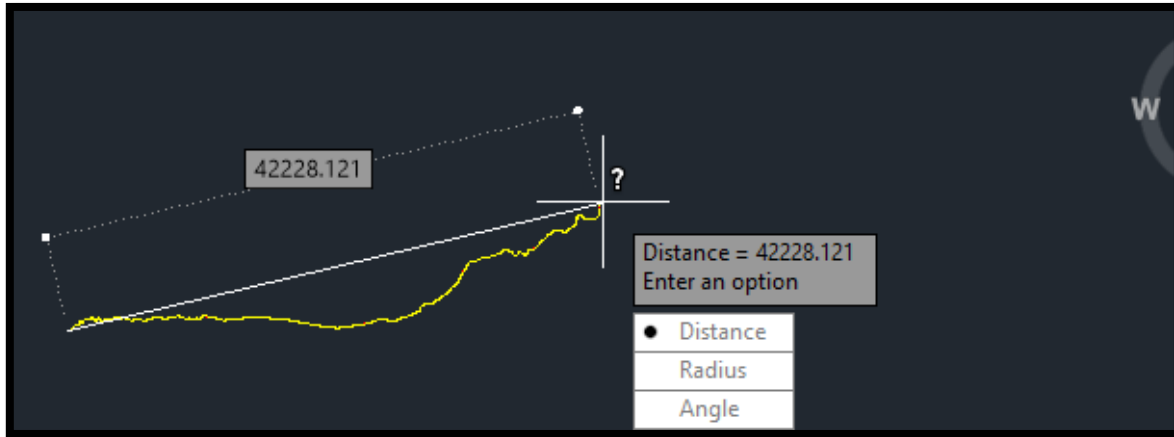 W
42228.121
?
Distance = 42228.121
Enter an option
Distance
Radius
Angle